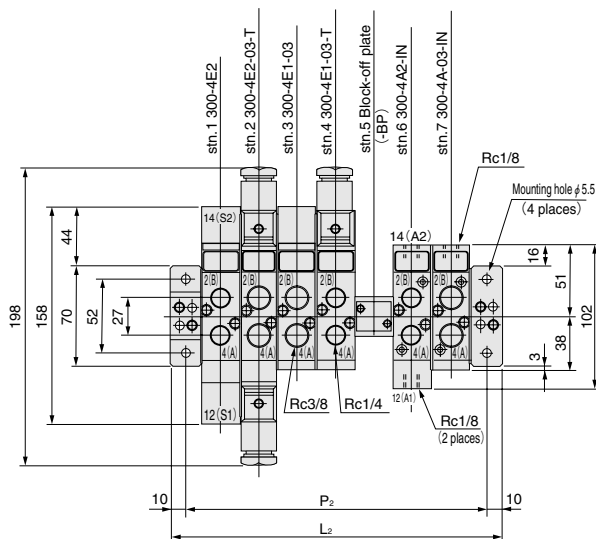 stn.1 300-4E2
stn.2 300-4E2-03-T
stn.3 300-4E1-03
stn.4 300-4E1-03-T
stn.5 Block-off plate
(-BP)
stn.6 300-4A2-IN
stn.7 300-4A-03-IN
Rc1/8
Mounting hole ϕ5.5
(4 places)
14(S2)
14(A2)
44
16
2(B)
2(B)
2(B)
2(B)
2(B)
2(B)
51
198
158
70
52
27
102
38
4(A)
4(A)
4(A)
4(A)
4(A)
4(A)
3
12(S1)
Rc3/8
Rc1/4
12(A1)
Rc1/8
(2 places)
10
P2
10
L2